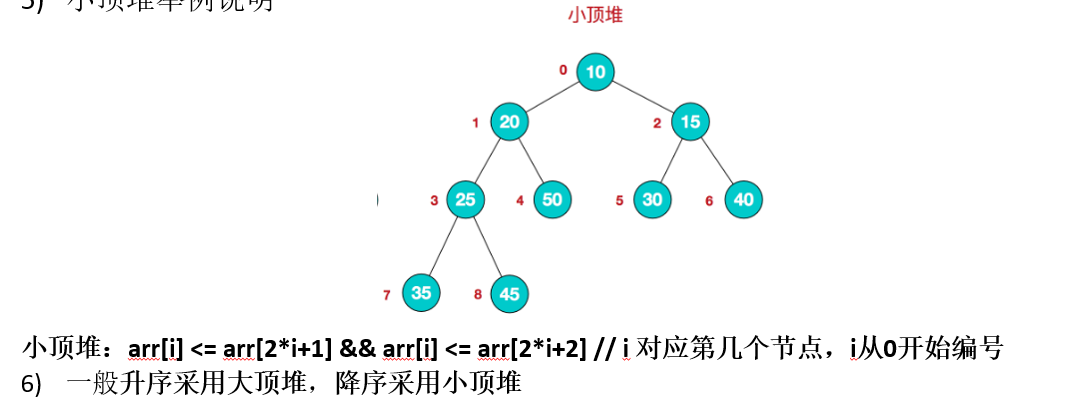 5) 小顶堆举例说明
小顶堆
0 10
1 20 2 15
3 25 4 50 5 30 6 40
7 35 8 45
小顶堆：arr[i] <= arr[2*i+1] && arr[i] <= arr[2*i+2] // i 对应第几个节点，i从0开始编号
6) 一般升序采用大顶堆，降序采用小顶堆